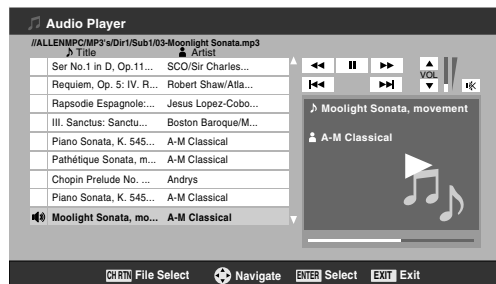 Audio Player
//ALLENMPC/MP3's/Dir1/Sub1/03-Moonlight Sonata.mp3
Title Artist
Ser No.1 in D, Op.11... SCO/Sir Charles...
Requiem, Op. 5: IV. R... Robert Shaw/Atla...
Rapsodie Espagnole:... Jesus Lopez-Cobo...
III. Sanctus: Sanctu... Boston Baroque/M...
Piano Sonata, K. 545... A-M Classical
Pathétique Sonata, m... A-M Classical
Chopin Prelude No. ... Andrys
Piano Sonata, K. 545... A-M Classical
Moolight Sonata, mo... A-M Classical
VOL
Moolight Sonata, movement
A-M Classical
CH RTN File Select Navigate ENTER Select EXIT Exit